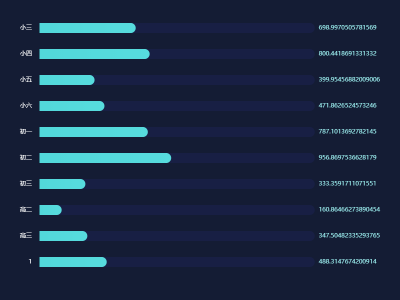 小三 698.9970505781569
小四 800.4418691331332
小五 399.95456882009006
小六 471.8626524573246
初一 787.1013692782145
初二 956.8697536628179
初三 333.3591711071551
高二 160.86466273890454
高三 347.50482335293765
1 488.3147674200914